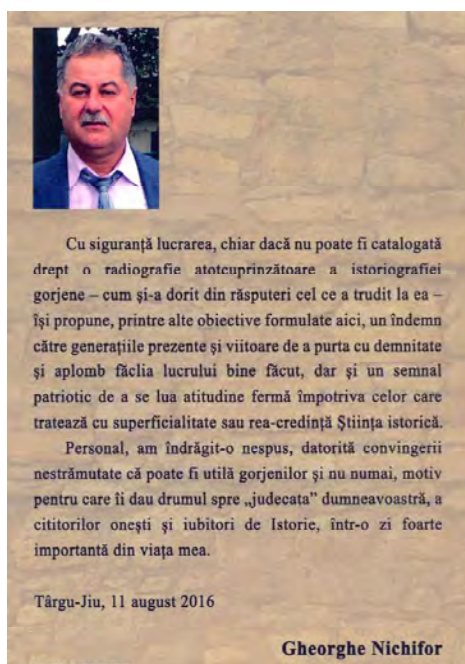 Cu siguranță lucrarea, chiar dacă nu poate fi catalogată
drept o radiografie atotcuprinzătoare a istoriografiei
gorjene – cum și-a dorit din răsputeri cel ce a trudit la ea –
își propune, printre alte obiective formulate aici, un îndemn
către generațiile prezente și viitoare de a purta cu demnitate
și aplomb făclia lucrului bine făcut, dar și un semnal
patriotic de a se lua atitudine fermă împotriva celor care
tratează cu superficialitate sau rea-credință Știința istorică.
Personal, am îndrăgit-o nespus, datorită convingerii
nestrămutate că poate fi utilă gorjenilor și nu numai, motiv
pentru care îi dau drumul spre „judecata” dumneavoastră, a
cititorilor onești și iubitori de Istorie, într-o zi foarte
importantă din viața mea.
Târgu-Jiu, 11 august 2016
Gheorghe Nichifor